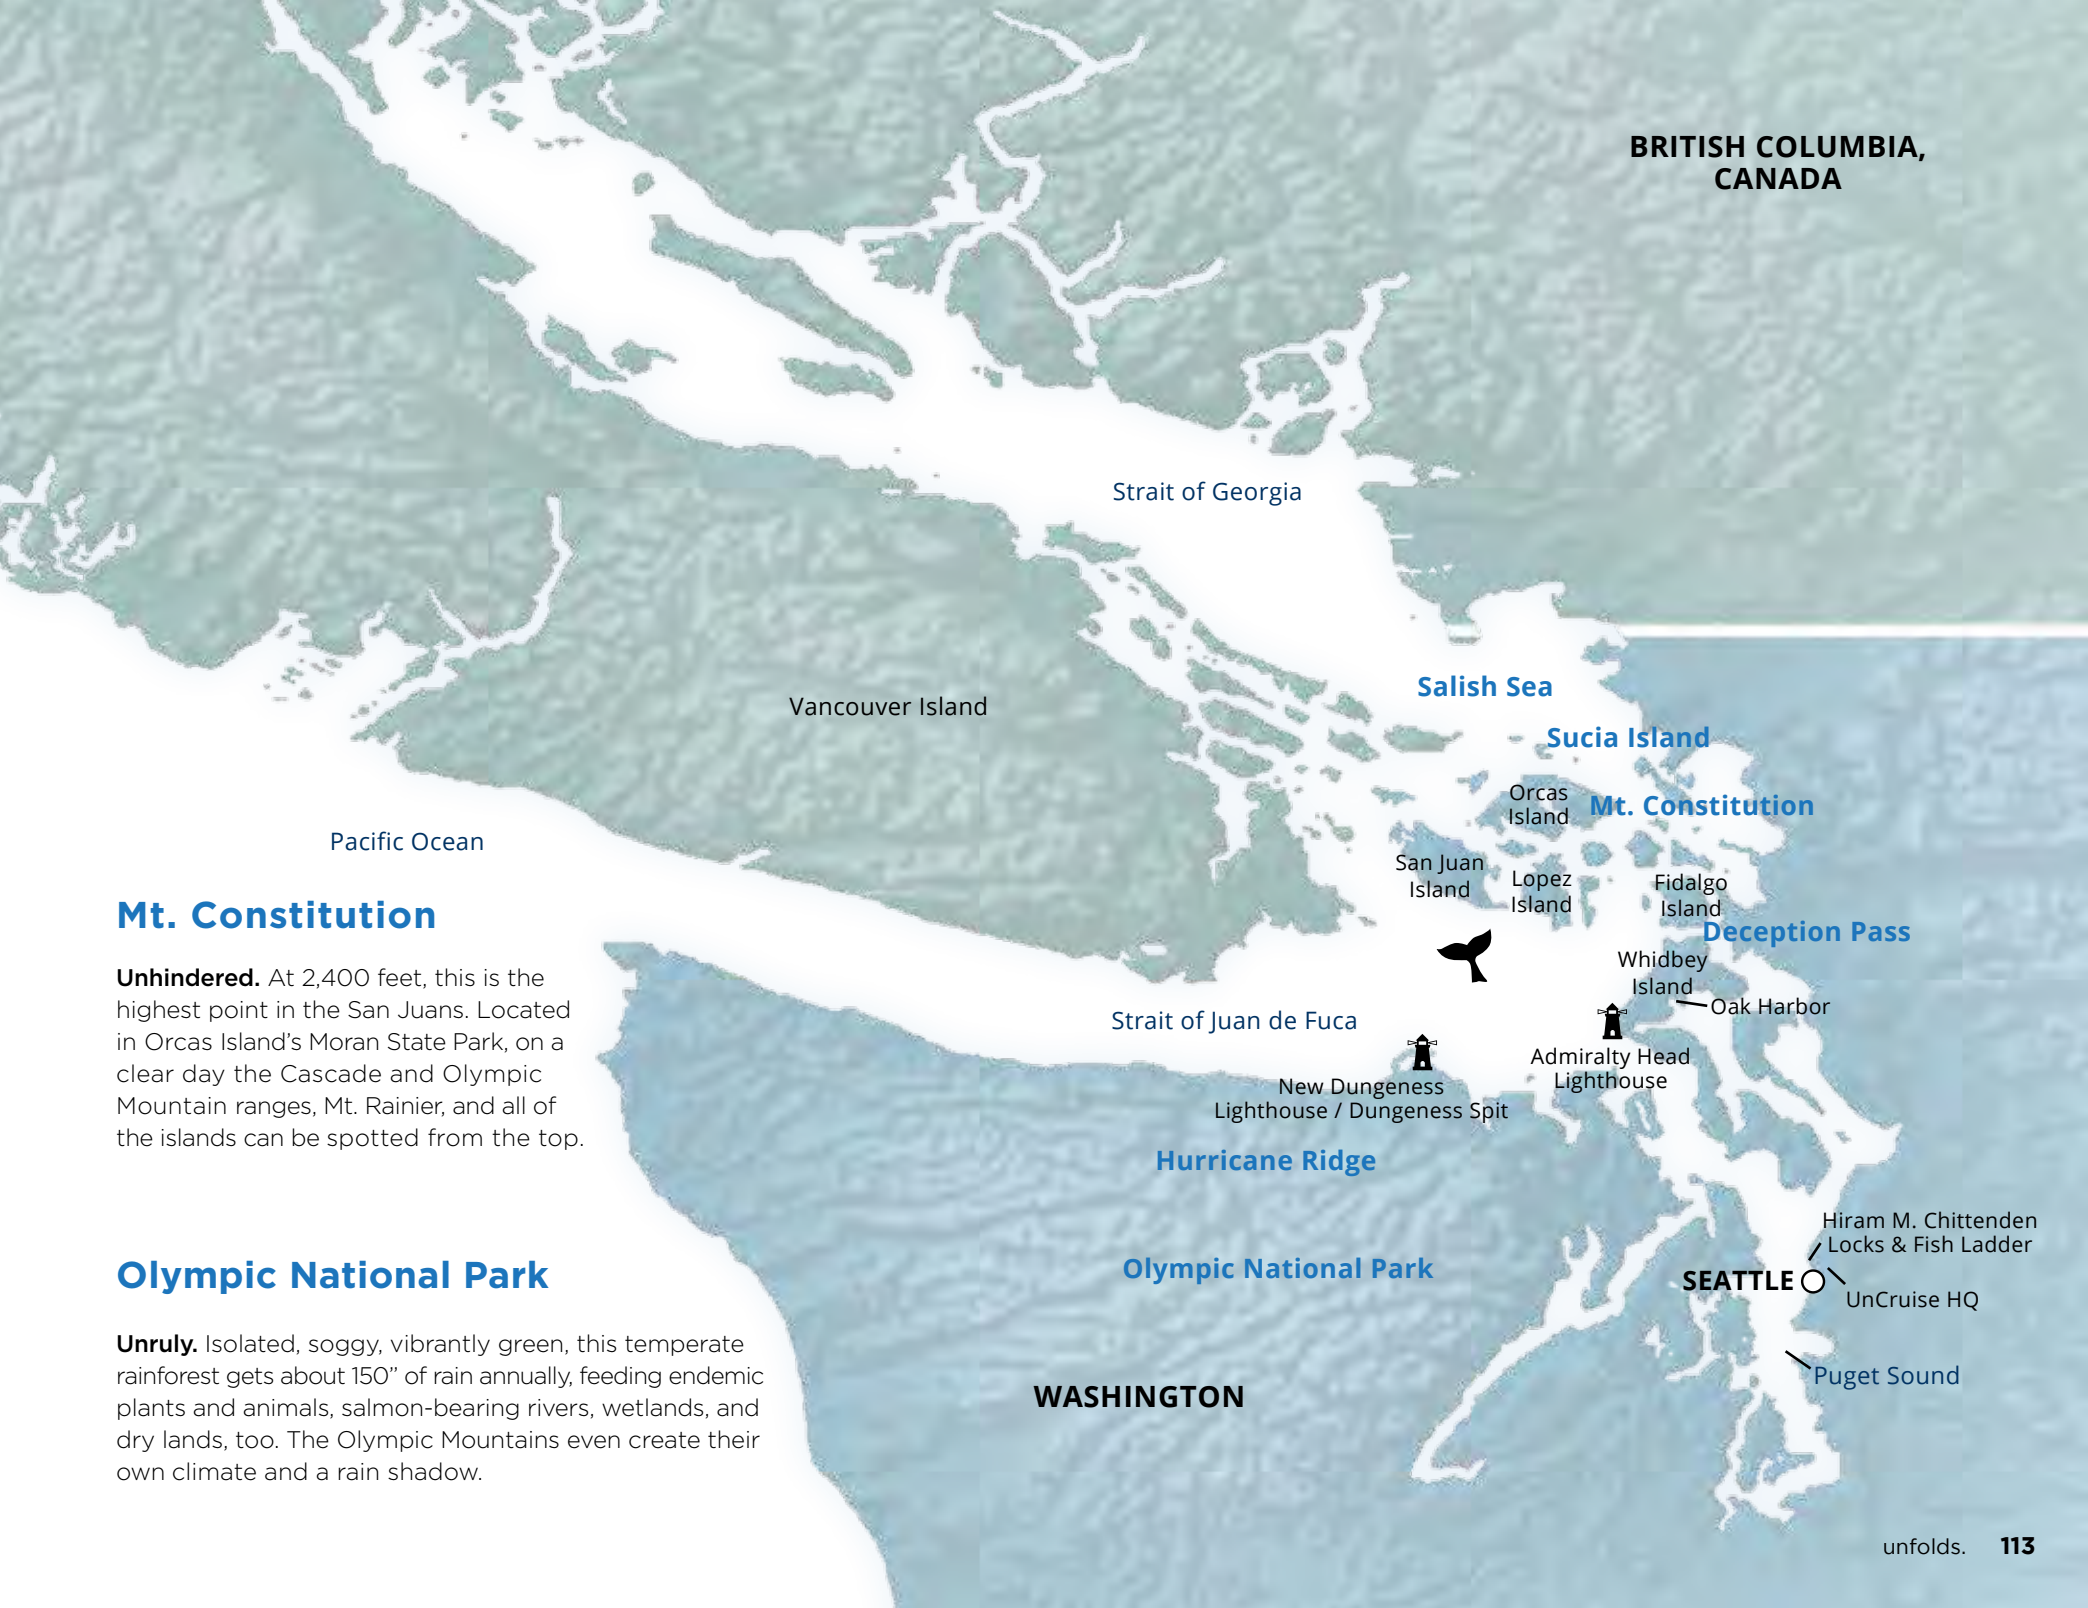 BRITISH COLUMBIA,
CANADA
Strait of Georgia
Salish Sea
Vancouver Island
Sucia Island
Orcas
Island
Mt. Constitution
Pacific Ocean
San Juan
Island
Lopez
Island
Fidalgo
Island
Deception Pass
Whidbey
Island
Oak Harbor
Strait of Juan de Fuca
Admiralty Head
Lighthouse
New Dungeness
Lighthouse / Dungeness Spit
Hurricane Ridge
Olympic National Park
Hiram M. Chittenden
Locks & Fish Ladder
SEATTLE
UnCruise HQ
Puget Sound
WASHINGTON
Mt. Constitution
Unhindered. At 2,400 feet, this is the
highest point in the San Juans. Located
in Orcas Island’s Moran State Park, on a
clear day the Cascade and Olympic
Mountain ranges, Mt. Rainier, and all of
the islands can be spotted from the top.
Olympic National Park
Unruly. Isolated, soggy, vibrantly green, this temperate
rainforest gets about 150” of rain annually, feeding endemic
plants and animals, salmon-bearing rivers, wetlands, and
dry lands, too. The Olympic Mountains even create their
own climate and a rain shadow.
unfolds. 113